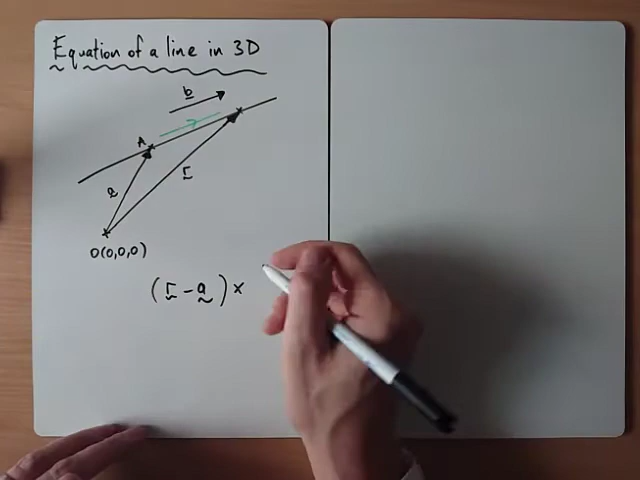 Equation of a line in 3D
b
A
a
r
O(0,0,0)
(r - a) ×